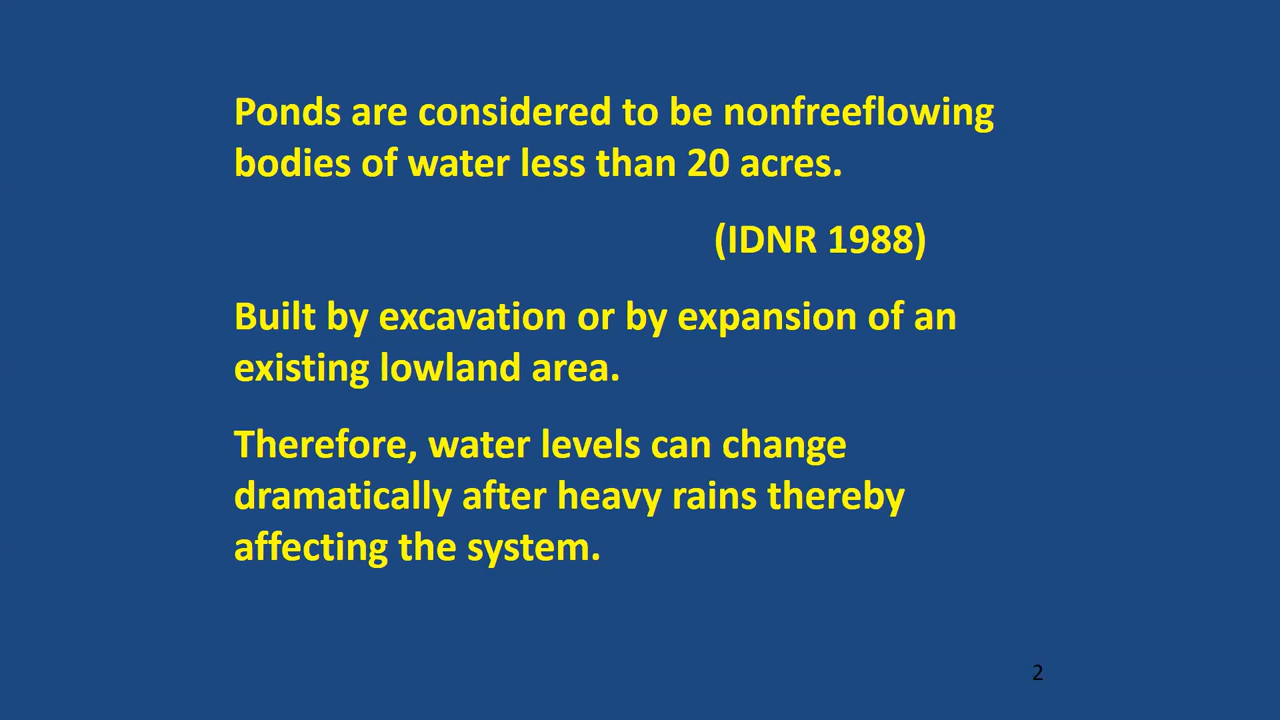 Ponds are considered to be nonfreeflowing
bodies of water less than 20 acres.
(IDNR 1988)
Built by excavation or by expansion of an
existing lowland area.
Therefore, water levels can change
dramatically after heavy rains thereby
affecting the system.
2